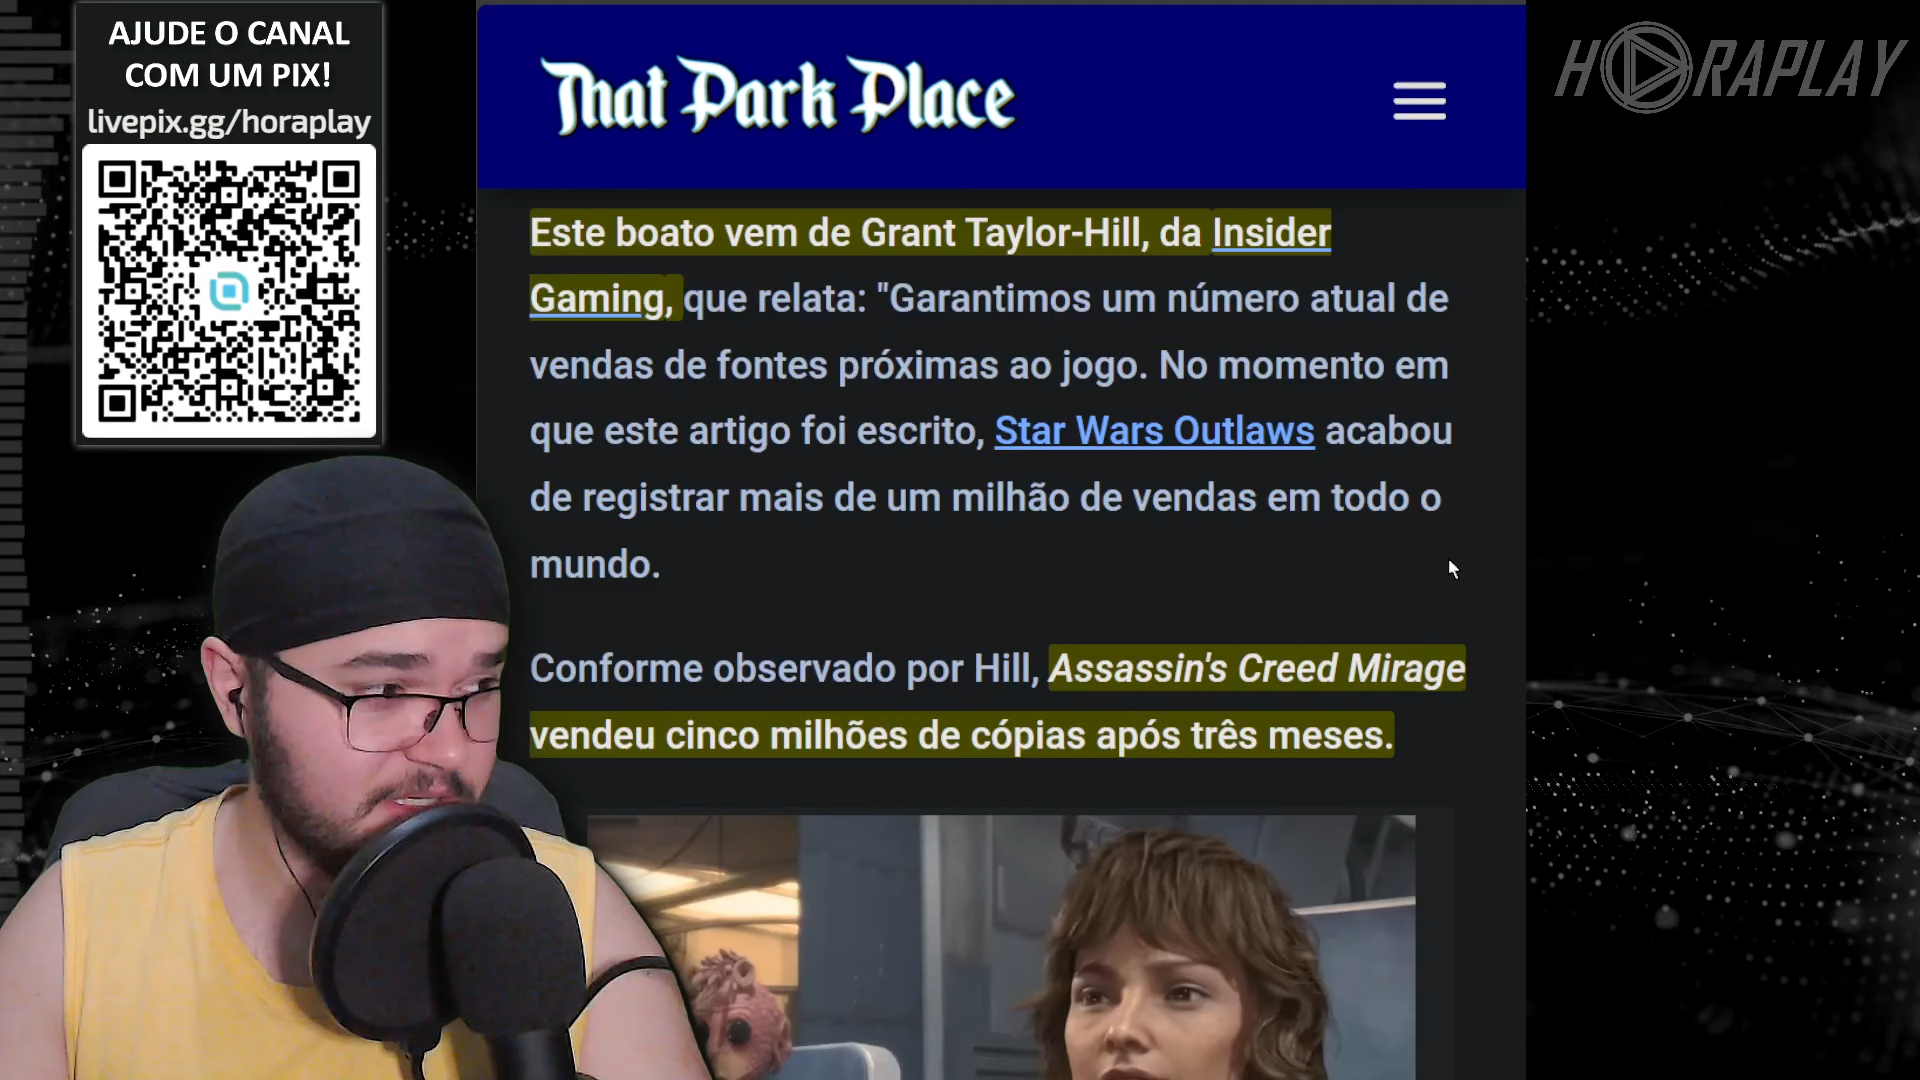 AJUDE O CANAL
COM UM PIX!
livepix.gg/horaplay
That Park Place
HORAPLAY
Este boato vem de Grant Taylor-Hill, da Insider
Gaming, que relata: "Garantimos um número atual de
vendas de fontes próximas ao jogo. No momento em
que este artigo foi escrito, Star Wars Outlaws acabou
de registrar mais de um milhão de vendas em todo o
mundo.
Conforme observado por Hill, Assassin's Creed Mirage
vendeu cinco milhões de cópias após três meses.